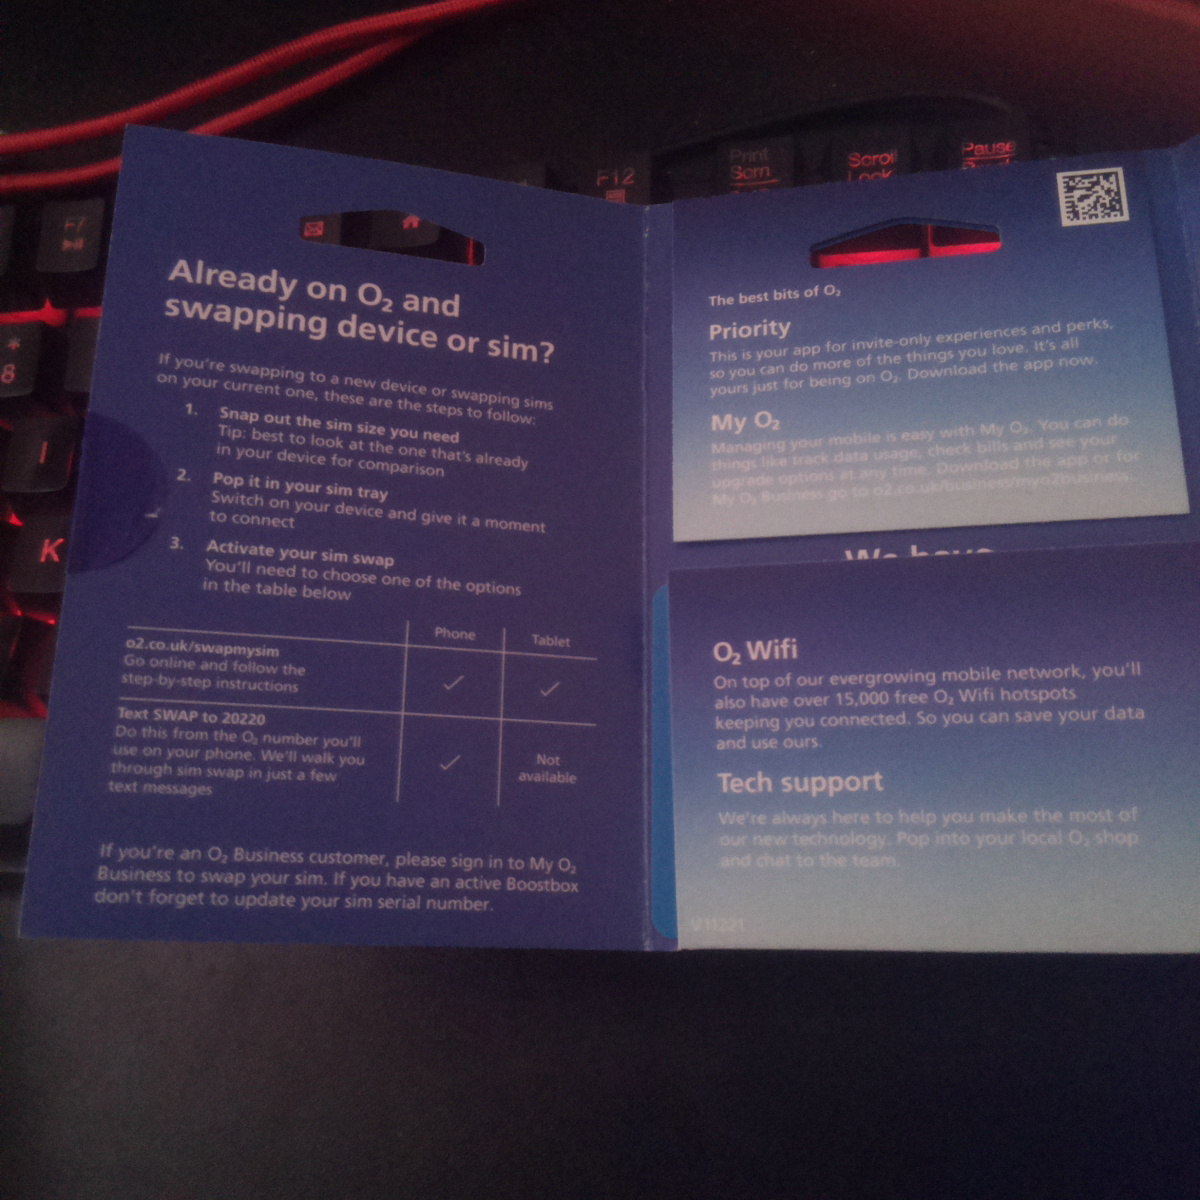 F7
*
8
I
K
F12
Print
Scrn
Scroll
Lock
Pause
Already on O₂ and
swapping device or sim?
If you're swapping to a new device or swapping sims
on your current one, these are the steps to follow:
1. Snap out the sim size you need
Tip: best to look at the one that's already
in your device for comparison
2. Pop it in your sim tray
Switch on your device and give it a moment
to connect
3. Activate your sim swap
You'll need to choose one of the options
in the table below
Phone Tablet
o2.co.uk/swapmysim
Go online and follow the
step-by-step instructions
✓ ✓
Text SWAP to 20220
Do this from the O₂ number you'll
use on your phone. We'll walk you
through sim swap in just a few
text messages
✓ Not
available
If you're an O₂ Business customer, please sign in to My O₂
Business to swap your sim. If you have an active Boostbox
don't forget to update your sim serial number.
The best bits of O₂
Priority
This is your app for invite-only experiences and perks,
so you can do more of the things you love. It's all
yours just for being on O₂. Download the app now.
My O₂
Managing your mobile is easy with My O₂. You can do
things like track data usage, check bills and see your
upgrade options at any time. Download the app or for
My O₂ Business go to o2.co.uk/business/myo2business.
We have
O₂ Wifi
On top of our evergrowing mobile network, you'll
also have over 15,000 free O₂ Wifi hotspots
keeping you connected. So you can save your data
and use ours.
Tech support
We're always here to help you make the most of
our new technology. Pop into your local O₂ shop
and chat to the team.